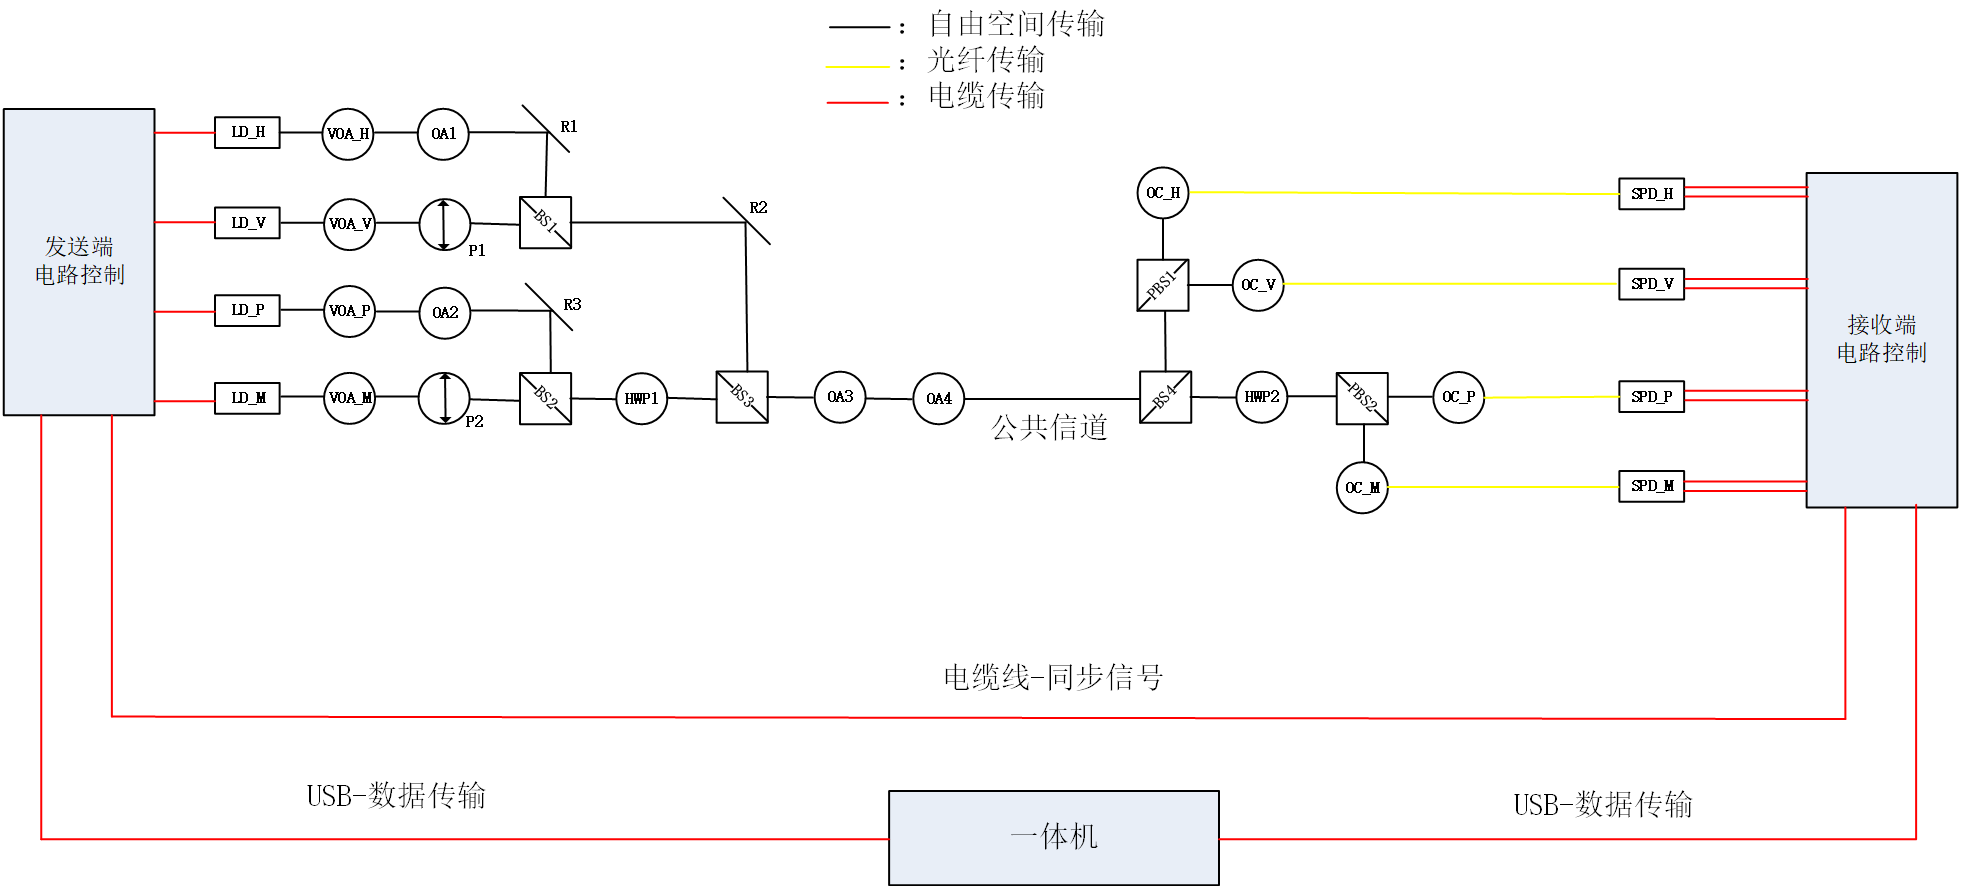 ：自由空间传输
：光纤传输
：电缆传输
发送端
电路控制
LD_H
VOA_H
OA1
R1
LD_V
VOA_V
P1
BS1
R2
LD_P
VOA_P
OA2
R3
LD_M
VOA_M
P2
BS2
HWP1
BS3
OA3
OA4
公共信道
OC_H
SPD_H
PBS1
OC_V
SPD_V
BS4
HWP2
PBS2
OC_P
SPD_P
OC_M
SPD_M
接收端
电路控制
电缆线-同步信号
USB-数据传输
一体机
USB-数据传输